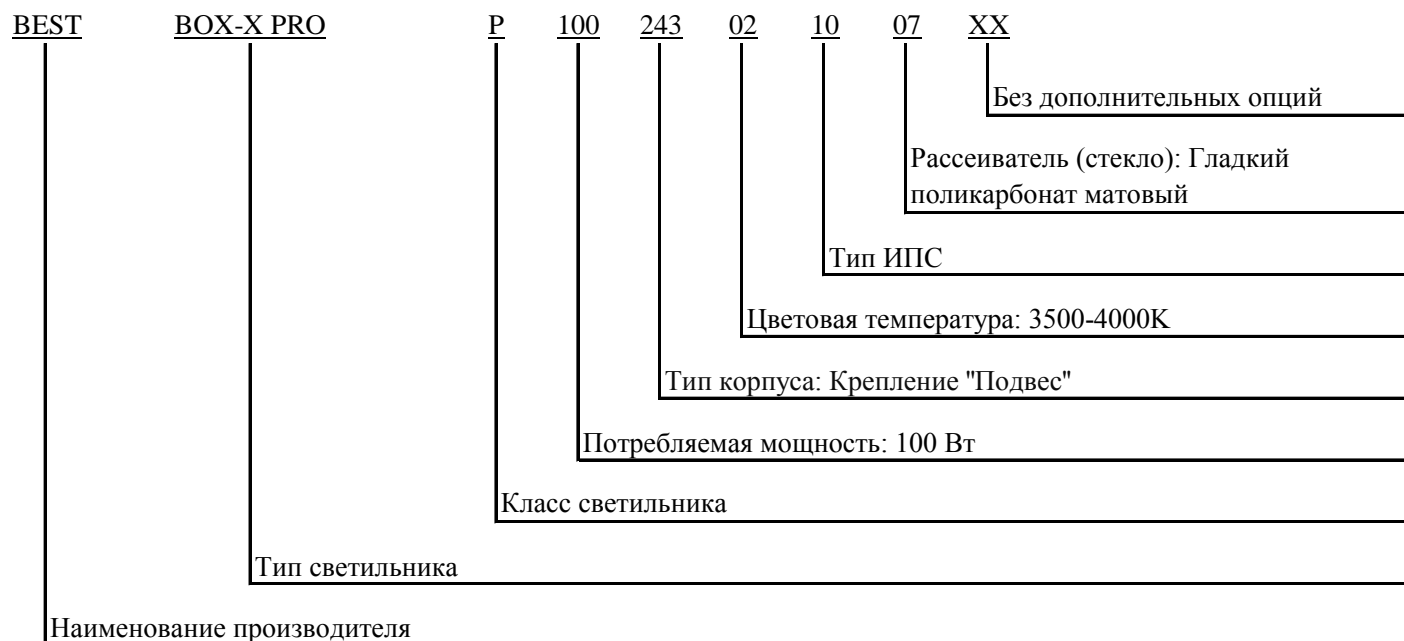 BEST BOX-X PRO P 100 243 02 10 07 XX
Без дополнительных опций
Рассеиватель (стекло): Гладкий
поликарбонат матовый
Тип ИПС
Цветовая температура: 3500-4000К
Тип корпуса: Крепление "Подвес"
Потребляемая мощность: 100 Вт
Класс светильника
Тип светильника
Наименование производителя